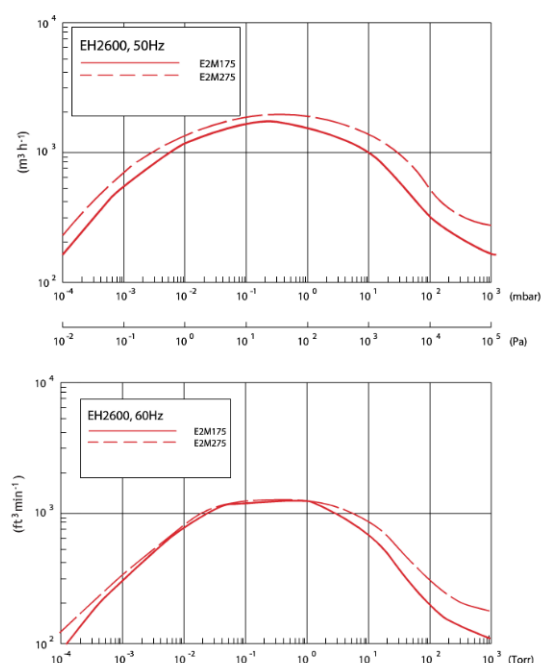 10⁴
EH2600, 50Hz
E2M175
E2M275
(m³ h⁻¹)
10³
10²
10⁻⁴ 10⁻³ 10⁻² 10⁻¹ 10⁰ 10¹ 10² 10³ (mbar)
10⁻² 10⁻¹ 10⁰ 10¹ 10² 10³ 10⁴ 10⁵ (Pa)
10⁴
EH2600, 60Hz
E2M175
E2M275
(ft³ min⁻¹)
10³
10²
10⁻⁴ 10⁻³ 10⁻² 10⁻¹ 10⁰ 10¹ 10² 10³ (Torr)